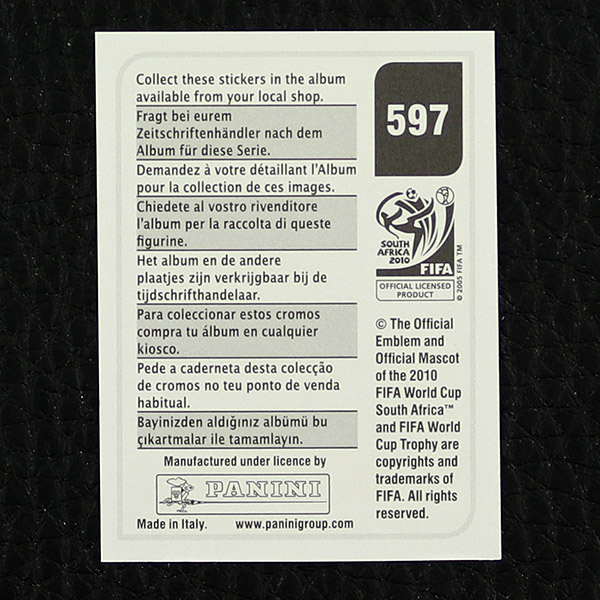 Collect these stickers in the album
available from your local shop.
Fragt bei eurem
Zeitschriftenhändler nach dem
Album für diese Serie.
Demandez à votre détaillant l'Album
pour la collection de ces images.
Chiedete al vostro rivenditore
l'album per la raccolta di queste
figurine.
Het album en de andere
plaatjes zijn verkrijgbaar bij de
tijdschrifthandelaar.
Para coleccionar estos cromos
compra tu álbum en cualquier
kiosco.
Pede a caderneta desta colecção
de cromos no teu ponto de venda
habitual.
Bayinizden aldığınız albümü bu
çıkartmalar ile tamamlayın.
Manufactured under licence by
PANINI
Made in Italy. www.paninigroup.com
597
SOUTH
AFRICA
2010
FIFA
OFFICIAL LICENSED
PRODUCT
© 2005 FIFA TM
© The Official
Emblem and
Official Mascot
of the 2010
FIFA World Cup
South Africa™
and FIFA World
Cup Trophy are
copyrights and
trademarks of
FIFA. All rights
reserved.